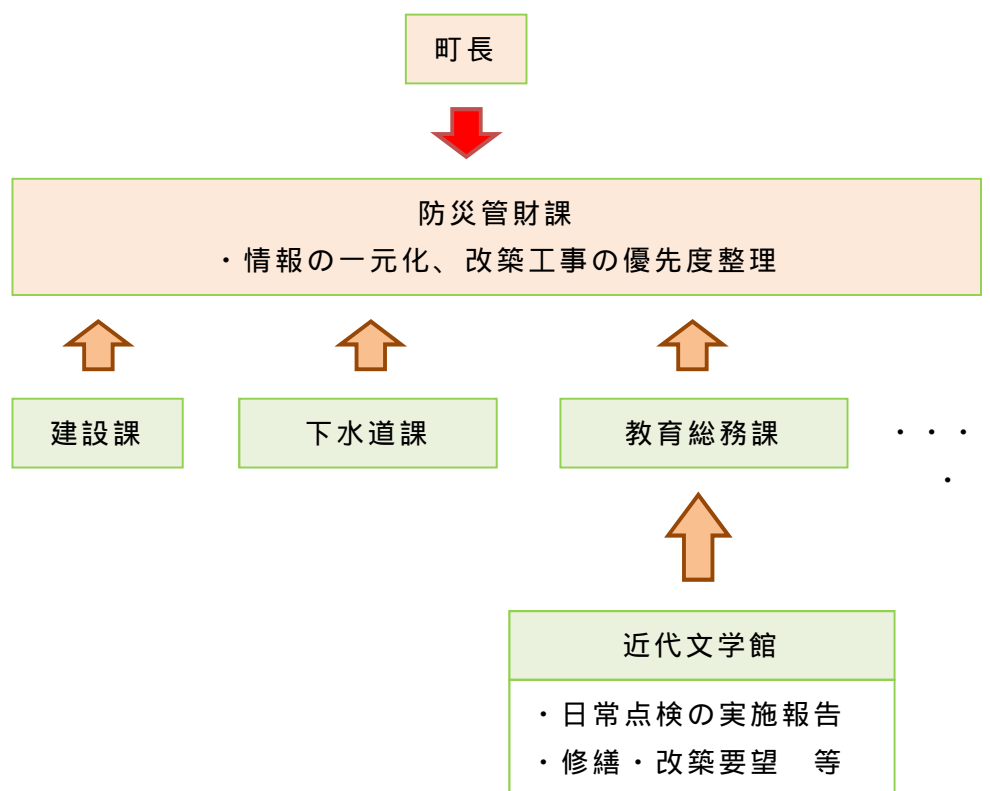 町長
防災管財課
・情報の一元化、改築工事の優先度整理
建設課
下水道課
教育総務課
・・・
・
近代文学館
・日常点検の実施報告
・修繕・改築要望　等